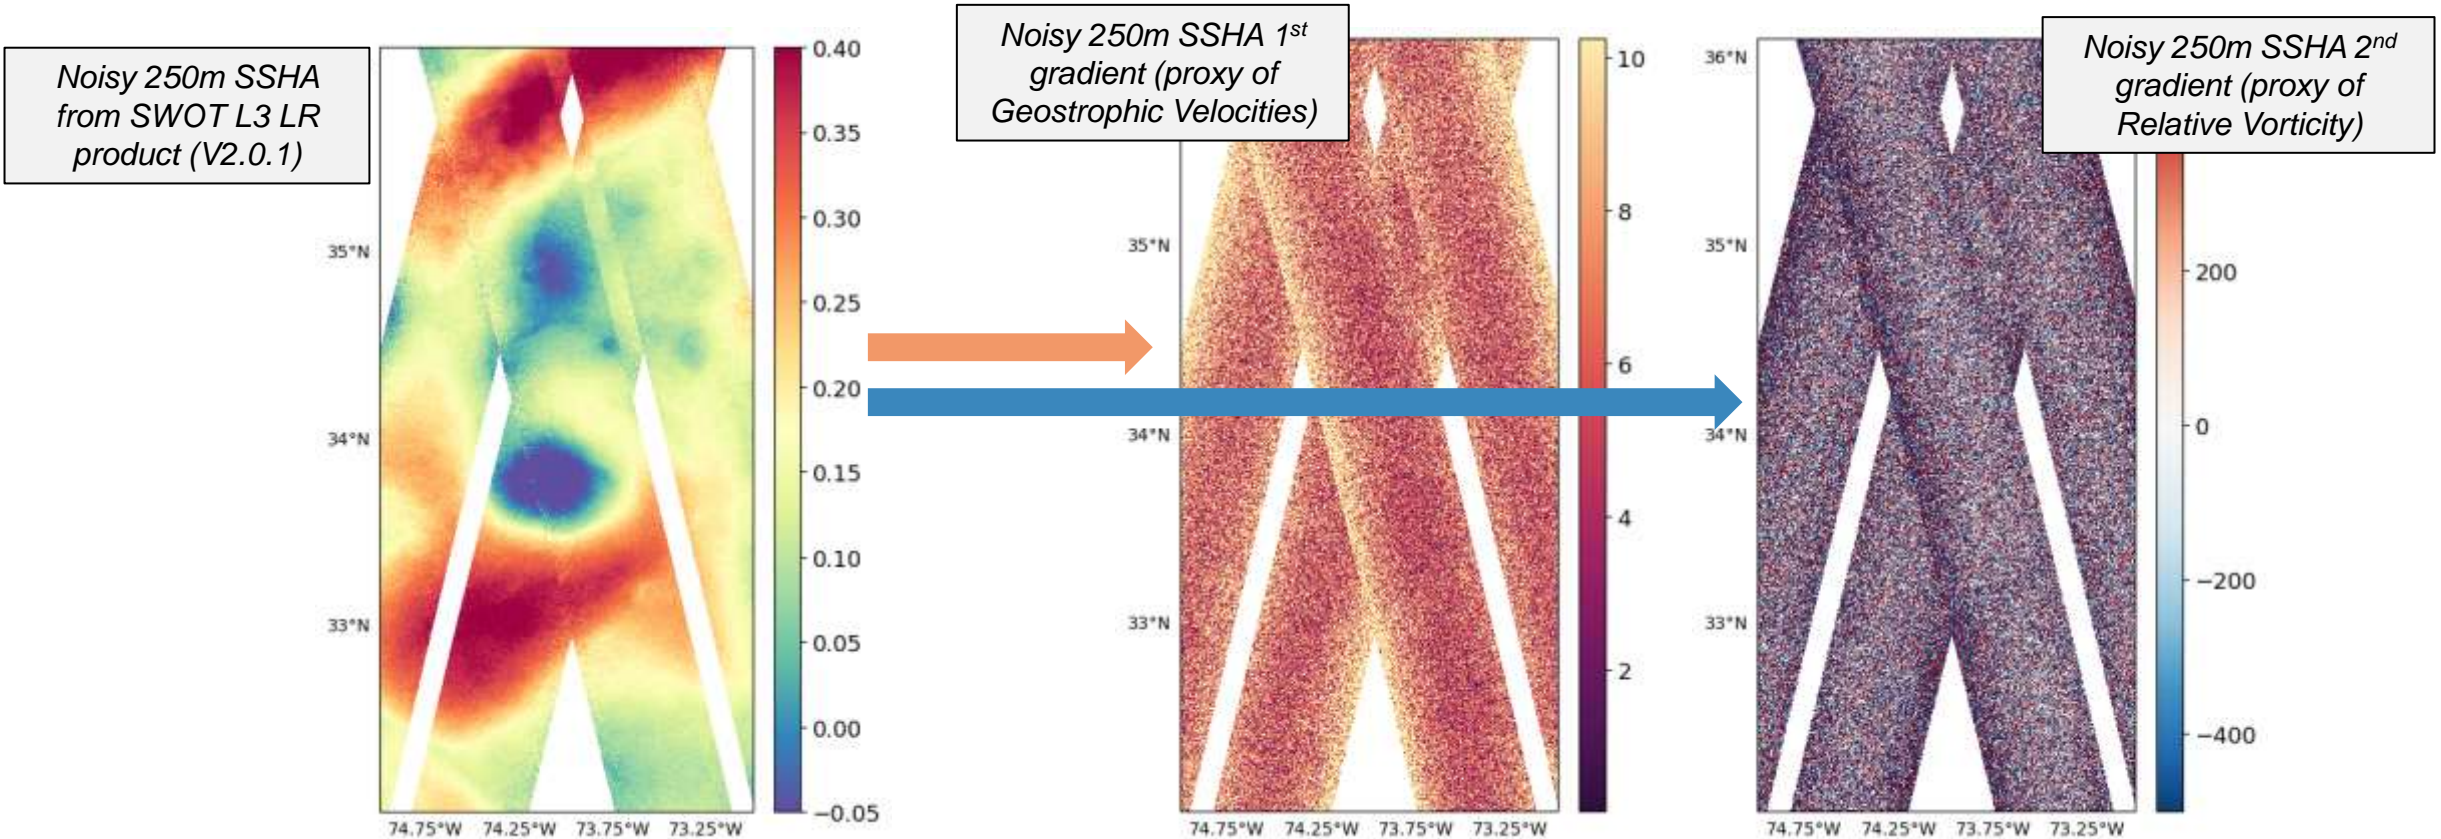 Noisy 250m SSHA
from SWOT L3 LR
product (V2.0.1)
0.40
0.35
0.30
0.25
0.20
0.15
0.10
0.05
0.00
−0.05
35°N
34°N
33°N
74.75°W 74.25°W 73.75°W 73.25°W
Noisy 250m SSHA 1st
gradient (proxy of
Geostrophic Velocities)
10
8
6
4
2
35°N
34°N
33°N
74.75°W 74.25°W 73.75°W 73.25°W
Noisy 250m SSHA 2nd
gradient (proxy of
Relative Vorticity)
200
0
−200
−400
36°N
35°N
34°N
33°N
74.75°W 74.25°W 73.75°W 73.25°W